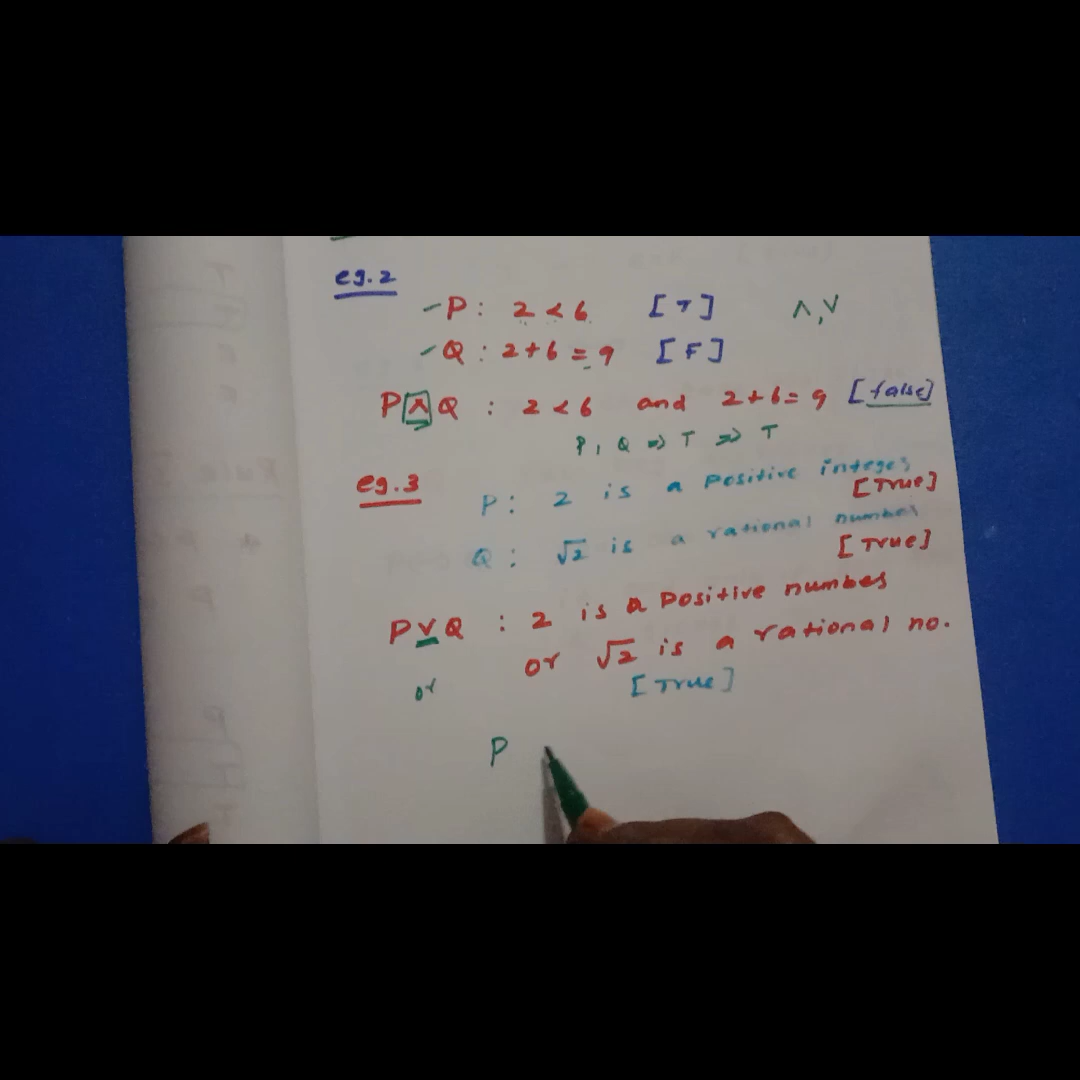 eg.2
P: 2 < 6 [T] ∧,∨
Q: 2+6 = 9 [F]
P∧Q : 2 < 6 and 2+6= 9 [false]
P, Q ⇒ T ⇒ T
eg.3 P: 2 is a Positive integer
[True]
Q: √2 is a rational number
[True]
P∨Q : 2 is a Positive number
or √2 is a rational no.
or [True]
P